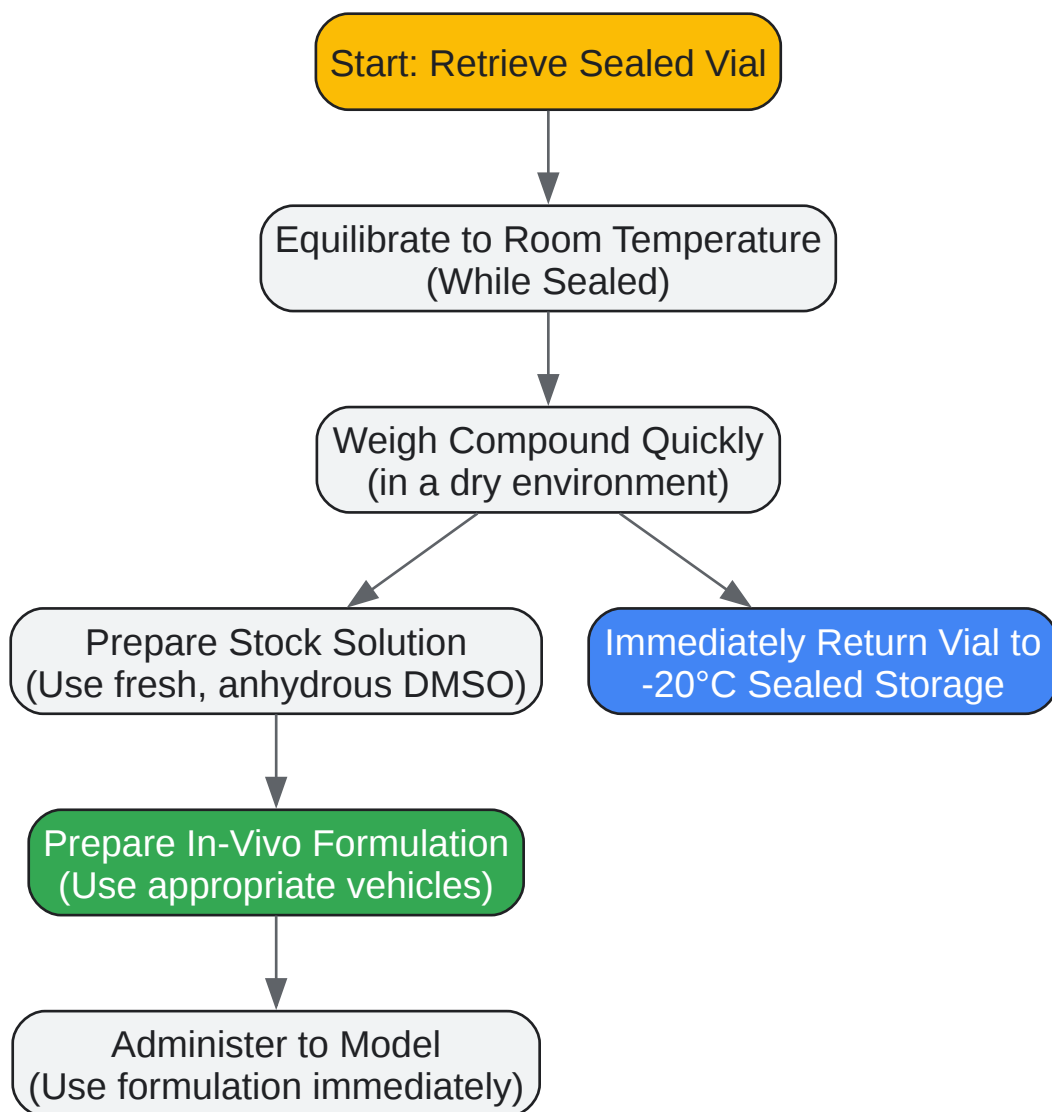 Start: Retrieve Sealed Vial
Equilibrate to Room Temperature
(While Sealed)
Weigh Compound Quickly
(in a dry environment)
Prepare Stock Solution
(Use fresh, anhydrous DMSO)
Immediately Return Vial to
-20°C Sealed Storage
Prepare In-Vivo Formulation
(Use appropriate vehicles)
Administer to Model
(Use formulation immediately)